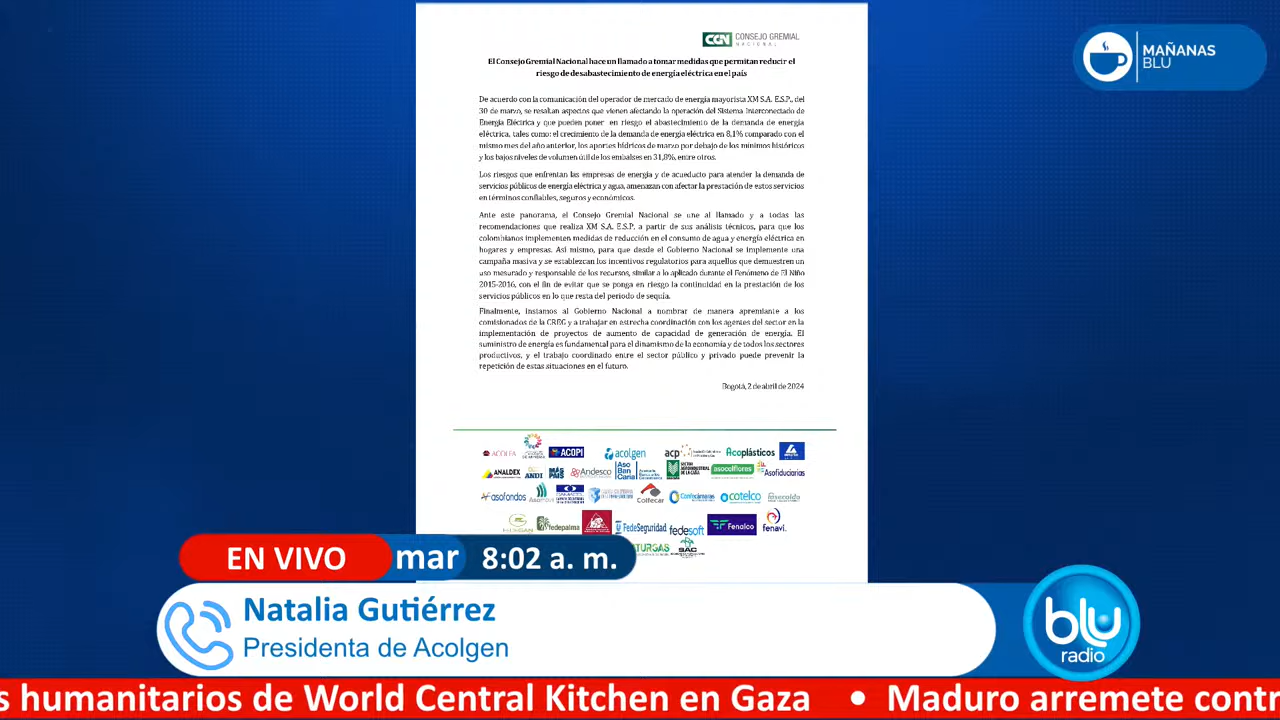 CGN CONSEJO GREMIAL
NACIONAL
MAÑANAS
BLU
El Consejo Gremial Nacional hace un llamado a tomar medidas que permitan reducir el
riesgo de desabastecimiento de energía eléctrica en el país
De acuerdo con la comunicación del operador de mercado de energía mayorista XM S.A. E.S.P., del
30 de marzo, se resaltan aspectos que vienen afectando la operación del Sistema Interconectado de
Energía Eléctrica y que pueden poner en riesgo el abastecimiento de la demanda de energía
eléctrica, tales como: el crecimiento de la demanda de energía eléctrica en 8,1% comparado con el
mismo mes del año anterior, los aportes hídricos de marzo por debajo de los mínimos históricos
y los bajos niveles de volumen útil de los embalses en 31,8%, entre otros.
Los riesgos que enfrentan las empresas de energía y de acueducto para atender la demanda de
servicios públicos de energía eléctrica y agua, amenazan con afectar la prestación de estos servicios
en términos confiables, seguros y económicos.
Ante este panorama, el Consejo Gremial Nacional se une al llamado y a todas las
recomendaciones que realiza XM S.A. E.S.P, a partir de sus análisis técnicos, para que los
colombianos implementen medidas de reducción en el consumo de agua y energía eléctrica en
hogares y empresas. Así mismo, para que desde el Gobierno Nacional se implemente una
campaña masiva y se establezcan los incentivos regulatorios para aquellos que demuestren un
uso mesurado y responsable de los recursos, similar a lo aplicado durante el Fenómeno de El Niño
2015-2016, con el fin de evitar que se ponga en riesgo la continuidad en la prestación de los
servicios públicos en lo que resta del periodo de sequía.
Finalmente, instamos al Gobierno Nacional a nombrar de manera apremiante a los
comisionados de la CREG y a trabajar en estrecha coordinación con los agentes del sector en la
implementación de proyectos de aumento de capacidad de generación de energía. El
suministro de energía es fundamental para el dinamismo de la economía y de todos los sectores
productivos, y el trabajo coordinado entre el sector público y privado puede prevenir la
repetición de estas situaciones en el futuro.
Bogotá, 2 de abril de 2024
ACOLFA ACOPI acolgen acp Acoplásticos
ANALDEX ANDI Andesco Asobancaria asocolflores Asofiduciarias
asofondos Colfecar Confecámaras cotelco fasecolda
fedepalma FedeSeguridad fedesoft Fenalco fenavi
TURGAS SAC
EN VIVO mar 8:02 a. m.
Natalia Gutiérrez
Presidenta de Acolgen
blu
radio
s humanitarios de World Central Kitchen en Gaza • Maduro arremete contr